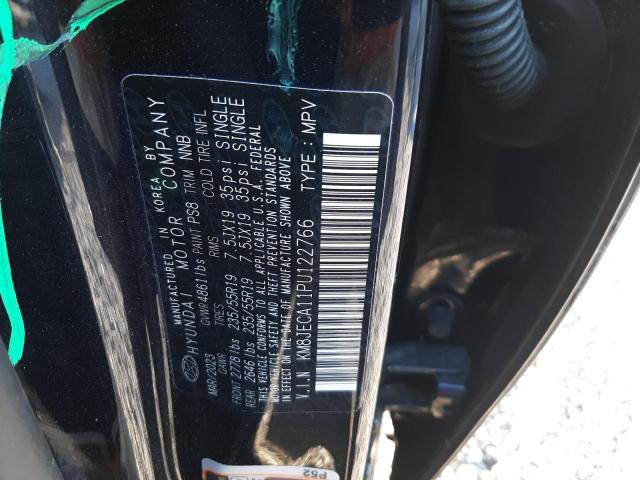 MANUFACTURED IN KOREA BY
HYUNDAI MOTOR COMPANY
MAR/2023 GVWR 4861lbs PAINT PS8 TRIM NNB
GAWR RIMS COLD TIRE INFL
FRONT 2778 lbs 235/55R19 7.5JX19 35psi SINGLE
REAR 2646 lbs 235/55R19 7.5JX19 35psi SINGLE
THIS VEHICLE CONFORMS TO ALL APPLICABLE U.S.A. FEDERAL
MOTOR VEHICLE SAFETY AND THEFT PREVENTION STANDARDS
IN EFFECT ON THE DATE OF MANUFACTURE SHOWN ABOVE
V.I.N KM8JECA11PU122766 TYPE: MPV
P52